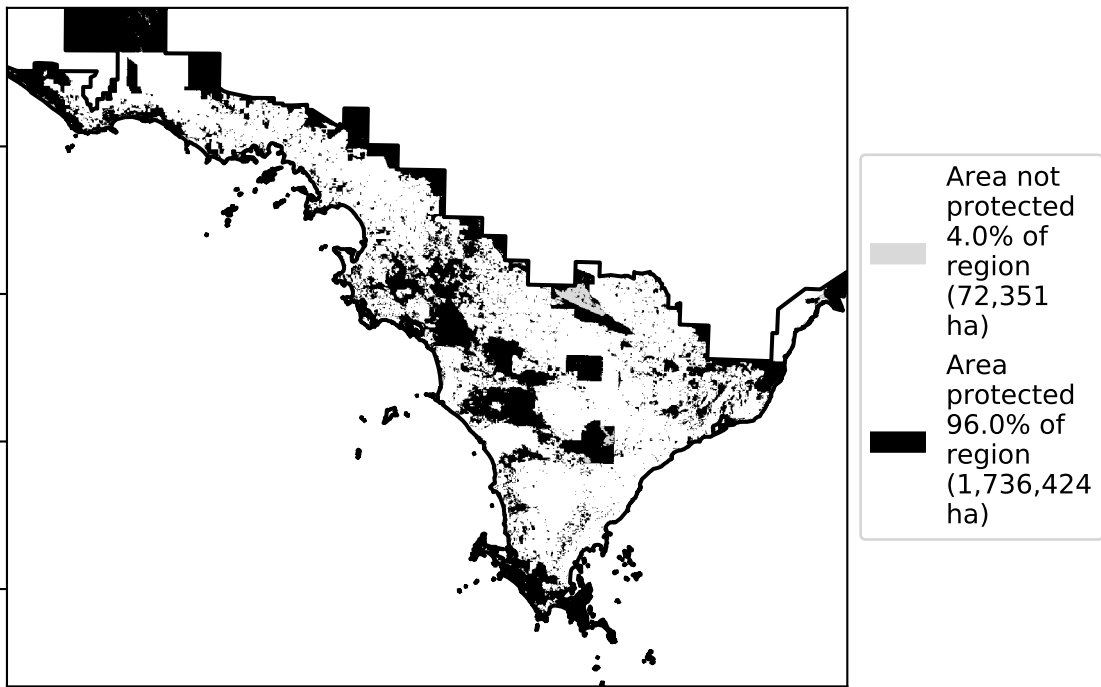 Area not
protected
4.0% of
region
(72,351
ha)
Area
protected
96.0% of
region
(1,736,424
ha)